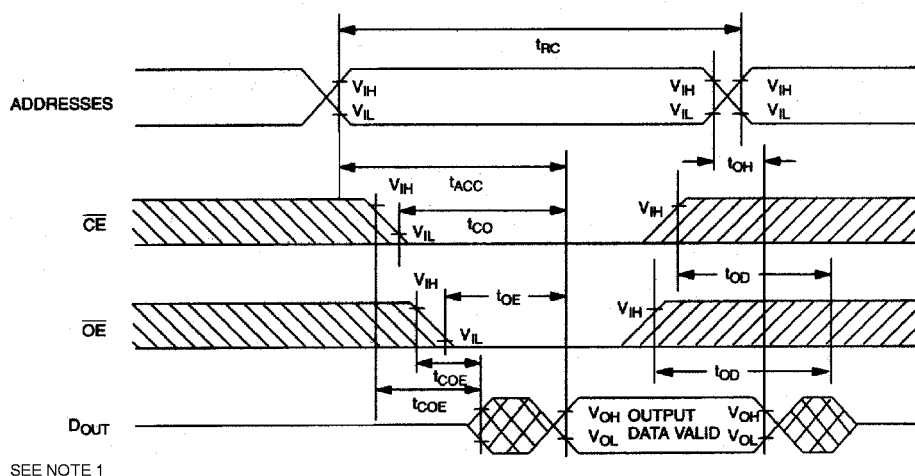 tRC
ADDRESSES
VIH VIH VIH
VIL VIL VIL
tOH
tACC
VIH
CE
tCO
VIH
VIL
tOD
VIH
OE
tOE
VIH
VIL
tCOE
tOD
tCOE
DOUT
VOH OUTPUT VOH
VOL DATA VALID VOL
SEE NOTE 1